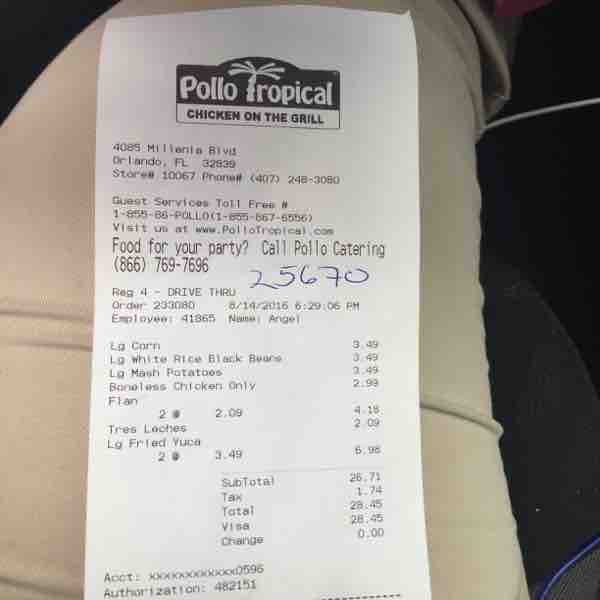 Pollo Tropical
CHICKEN ON THE GRILL
4085 Millenia Blvd
Orlando, FL 32839
Store# 10067 Phone# (407) 248-3080
Guest Services Toll Free #
1-855-86-POLLO(1-855-867-6556)
Visit us at www.PolloTropical.com
Food for your party? Call Pollo Catering
(866) 769-7696
25670
Reg 4 - DRIVE THRU
Order 233080 8/14/2016 6:29:06 PM
Employee: 41865 Name: Angel
Lg Corn 3.49
Lg White Rice Black Beans 3.49
Lg Mash Potatoes 3.49
Boneless Chicken Only 2.99
Flan
2 @ 2.09 4.18
Tres Leches 2.09
Lg Fried Yuca
2 @ 3.49 6.98
SubTotal 26.71
Tax 1.74
Total 28.45
Visa 28.45
Change 0.00
Acct: xxxxxxxxxxxx0596
Authorization: 482151